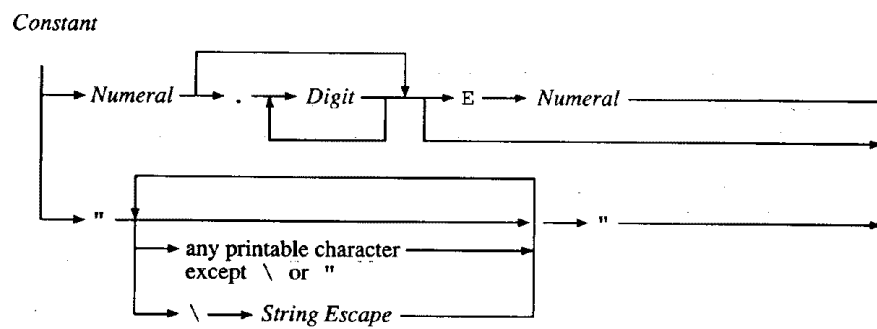 Constant
Numeral . Digit E Numeral
" "
any printable character
except \ or "
\ String Escape